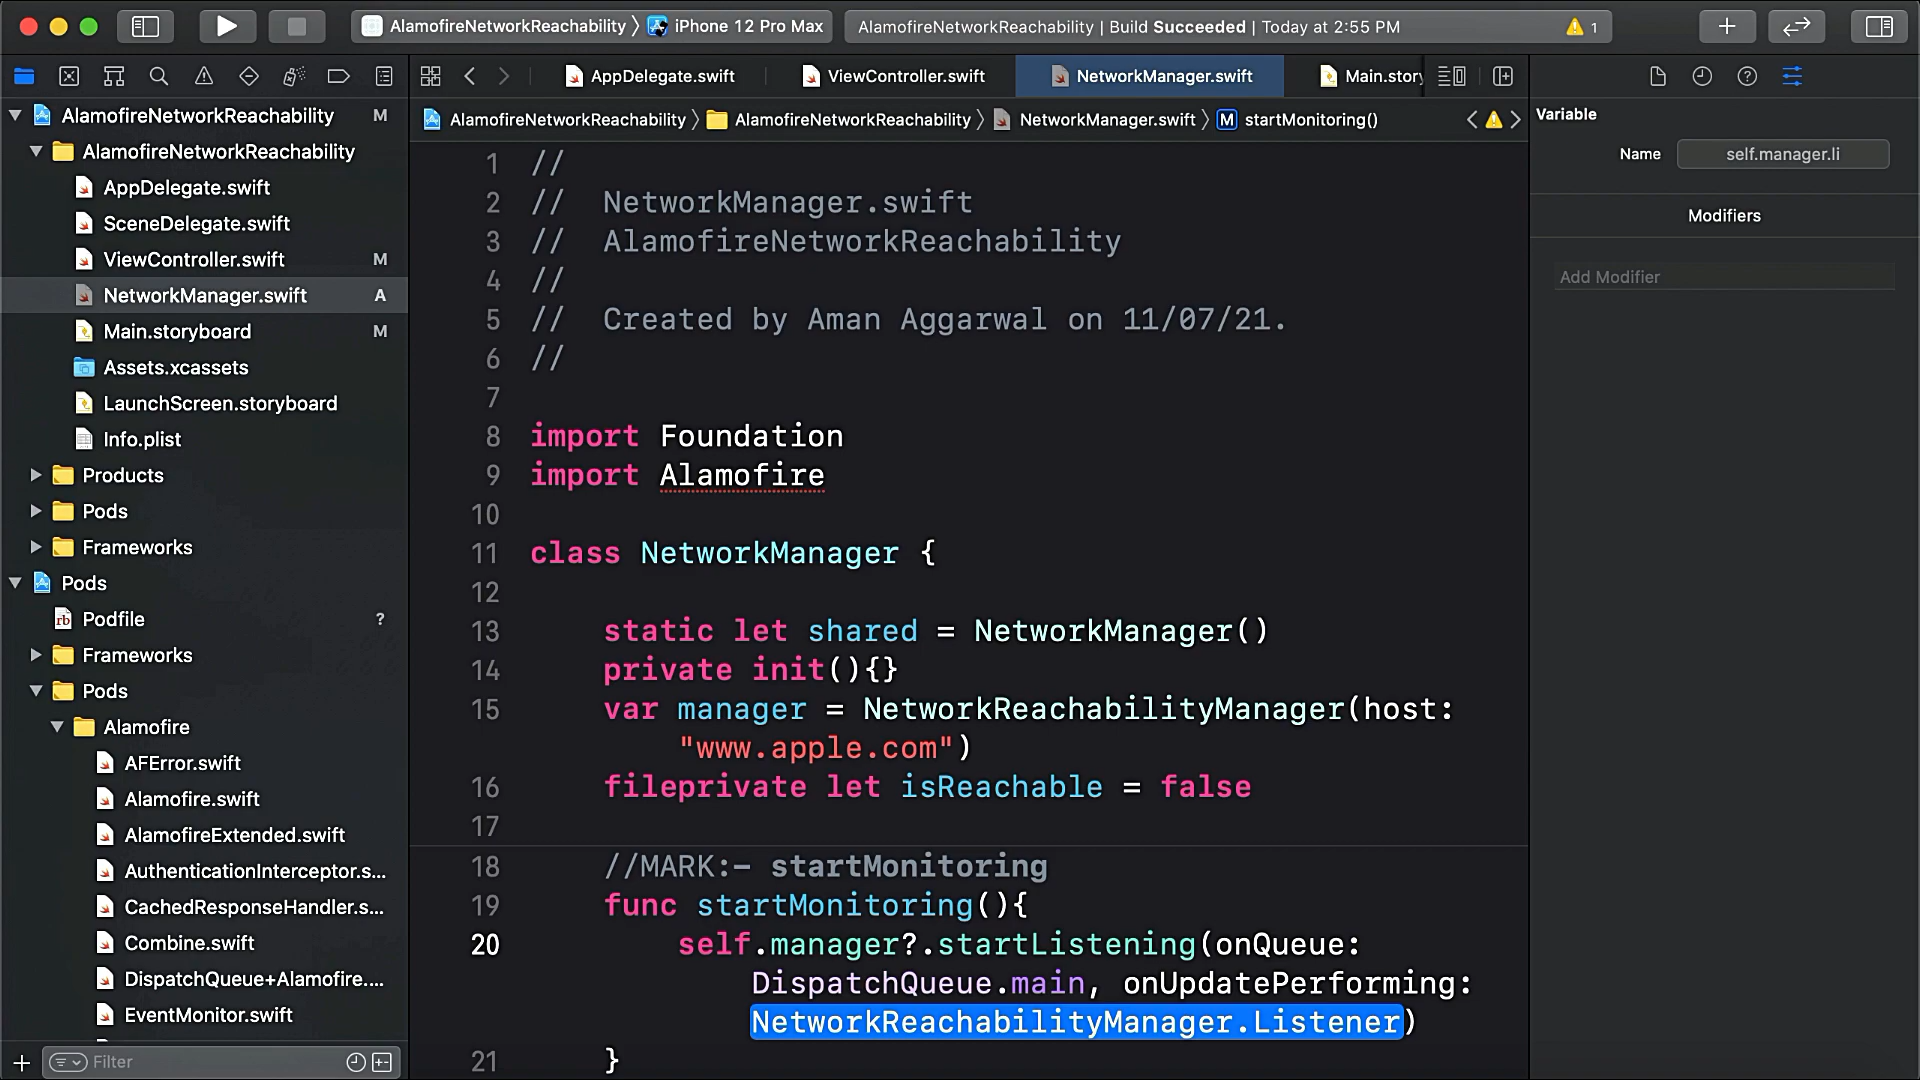 AlamofireNetworkReachability 〉 iPhone 12 Pro Max
AlamofireNetworkReachability | Build Succeeded | Today at 2:55 PM
1
AppDelegate.swift
ViewController.swift
NetworkManager.swift
Main.story
AlamofireNetworkReachability 〉 AlamofireNetworkReachability 〉 NetworkManager.swift 〉 M startMonitoring()
AlamofireNetworkReachability M
AlamofireNetworkReachability
AppDelegate.swift
SceneDelegate.swift
ViewController.swift M
NetworkManager.swift A
Main.storyboard M
Assets.xcassets
LaunchScreen.storyboard
Info.plist
Products
Pods
Frameworks
Pods
rb Podfile ?
Frameworks
Pods
Alamofire
AFError.swift
Alamofire.swift
AlamofireExtended.swift
AuthenticationInterceptor.s...
CachedResponseHandler.s...
Combine.swift
DispatchQueue+Alamofire....
EventMonitor.swift
Filter
1 //
2 //  NetworkManager.swift
3 //  AlamofireNetworkReachability
4 //
5 //  Created by Aman Aggarwal on 11/07/21.
6 //
7
8 import Foundation
9 import Alamofire
10
11 class NetworkManager {
12
13     static let shared = NetworkManager()
14     private init(){}
15     var manager = NetworkReachabilityManager(host:
"www.apple.com")
16     fileprivate let isReachable = false
17
18     //MARK:- startMonitoring
19     func startMonitoring(){
20         self.manager?.startListening(onQueue:
DispatchQueue.main, onUpdatePerforming:
NetworkReachabilityManager.Listener)
21     }
Variable
Name self.manager.li
Modifiers
Add Modifier